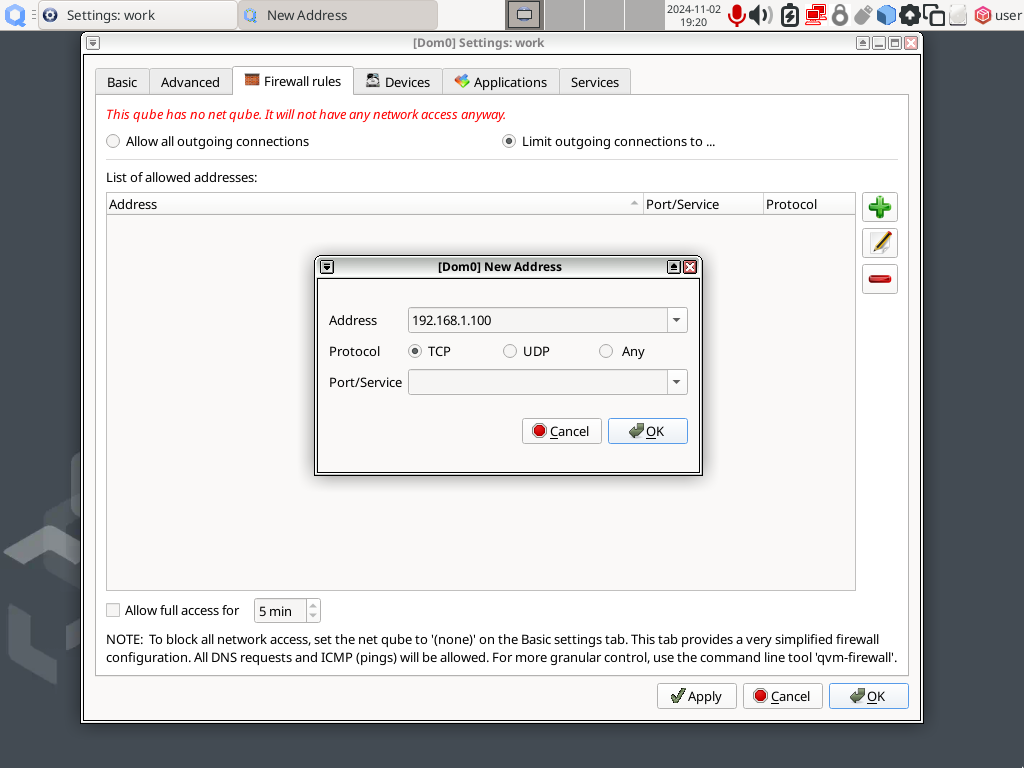 Settings: work
New Address
2024-11-02
19:20
user
[Dom0] Settings: work
Basic
Advanced
Firewall rules
Devices
Applications
Services
This qube has no net qube. It will not have any network access anyway.
Allow all outgoing connections
Limit outgoing connections to ...
List of allowed addresses:
Address
Port/Service
Protocol
[Dom0] New Address
Address
192.168.1.100
Protocol
TCP
UDP
Any
Port/Service
Cancel
OK
Allow full access for
5 min
NOTE: To block all network access, set the net qube to '(none)' on the Basic settings tab. This tab provides a very simplified firewall
configuration. All DNS requests and ICMP (pings) will be allowed. For more granular control, use the command line tool 'qvm-firewall'.
Apply
Cancel
OK